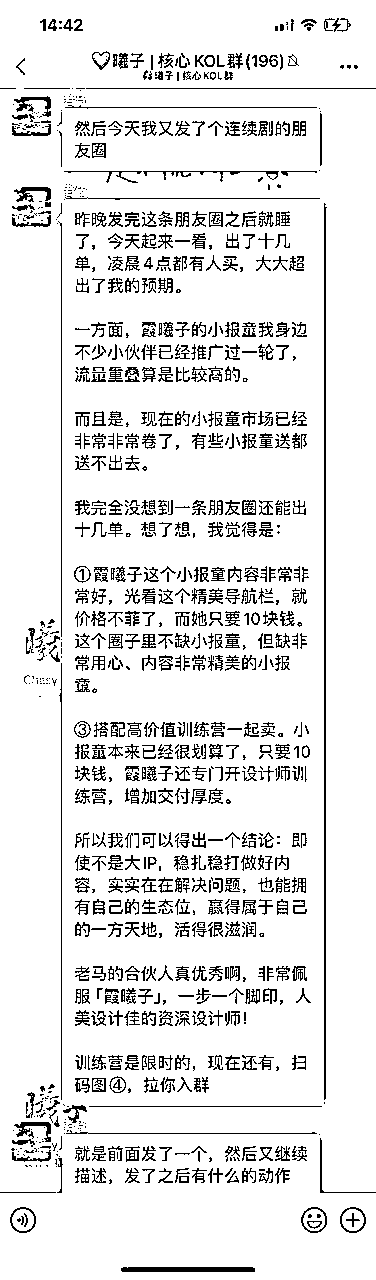 14:42
♡曦子 | 核心 KOL 群(196)
曦子 | 核心 KOL 群
然后今天我又发了个连续剧的朋
友圈
昨晚发完这条朋友圈之后就睡
了，今天起来一看，出了十几
单，凌晨4点都有人买，大大超
出了我的预期。
一方面，霞曦子的小报童我身边
不少小伙伴已经推广过一轮了，
流量重叠算是比较高的。
而且是，现在的小报童市场已经
非常非常卷了，有些小报童送都
送不出去。
我完全没想到一条朋友圈还能出
十几单。想了想，我觉得是：
①霞曦子这个小报童内容非常非
常好，光看这个精美导航栏，就
价格不菲了，而她只要10块钱。
这个圈子里不缺小报童，但缺非
常用心、内容非常精美的小报
童。
③搭配高价值训练营一起卖。小
报童本来已经很划算了，只要10
块钱，霞曦子还专门开设计师训
练营，增加交付厚度。
所以我们可以得出一个结论：即
使不是大IP，稳扎稳打做好内
容，实实在在解决问题，也能拥
有自己的生态位，赢得属于自己
的一方天地，活得很滋润。
老马的合伙人真优秀啊，非常佩
服「霞曦子」，一步一个脚印，人
美设计佳的资深设计师！
训练营是限时的，现在还有，扫
码图④，拉你入群
曦子
就是前面发了一个，然后又继续
描述，发了之后有什么的动作